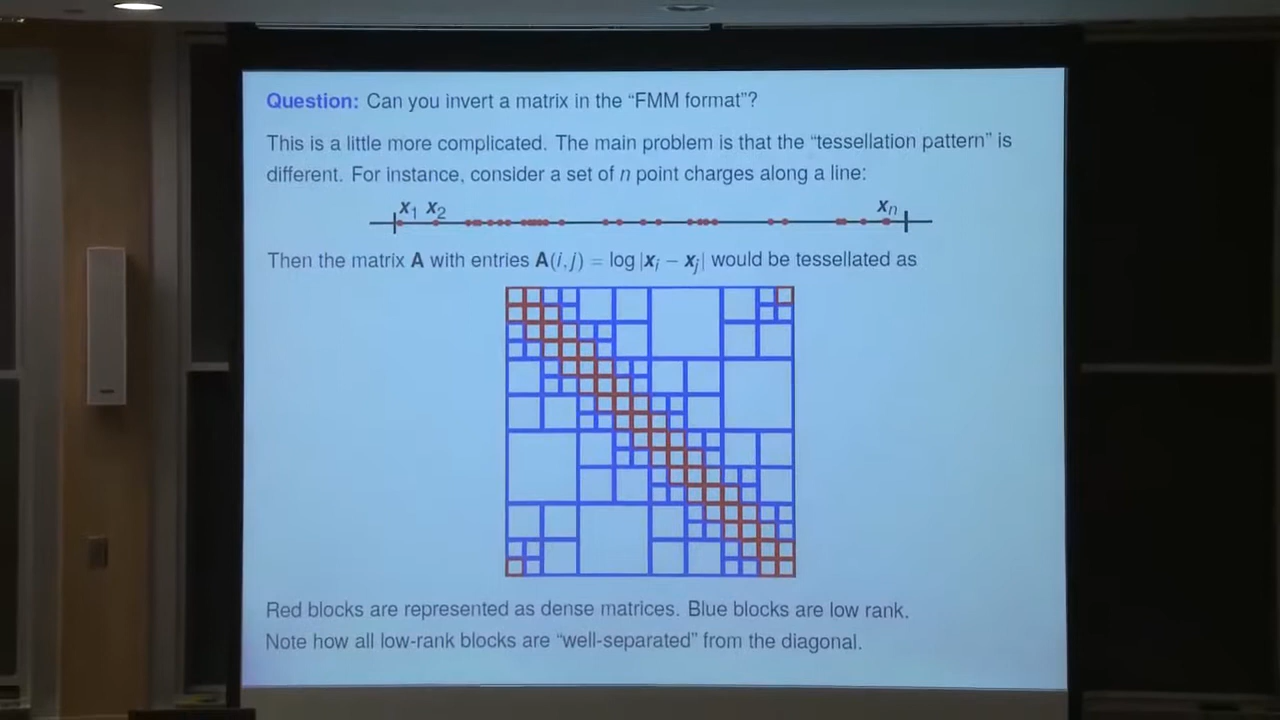 Question: Can you invert a matrix in the “FMM format”?
This is a little more complicated. The main problem is that the “tessellation pattern” is
different. For instance, consider a set of n point charges along a line:
x₁ x₂ xₙ
Then the matrix A with entries A(i,j) = log |xᵢ − xⱼ| would be tessellated as
Red blocks are represented as dense matrices. Blue blocks are low rank.
Note how all low-rank blocks are “well-separated” from the diagonal.